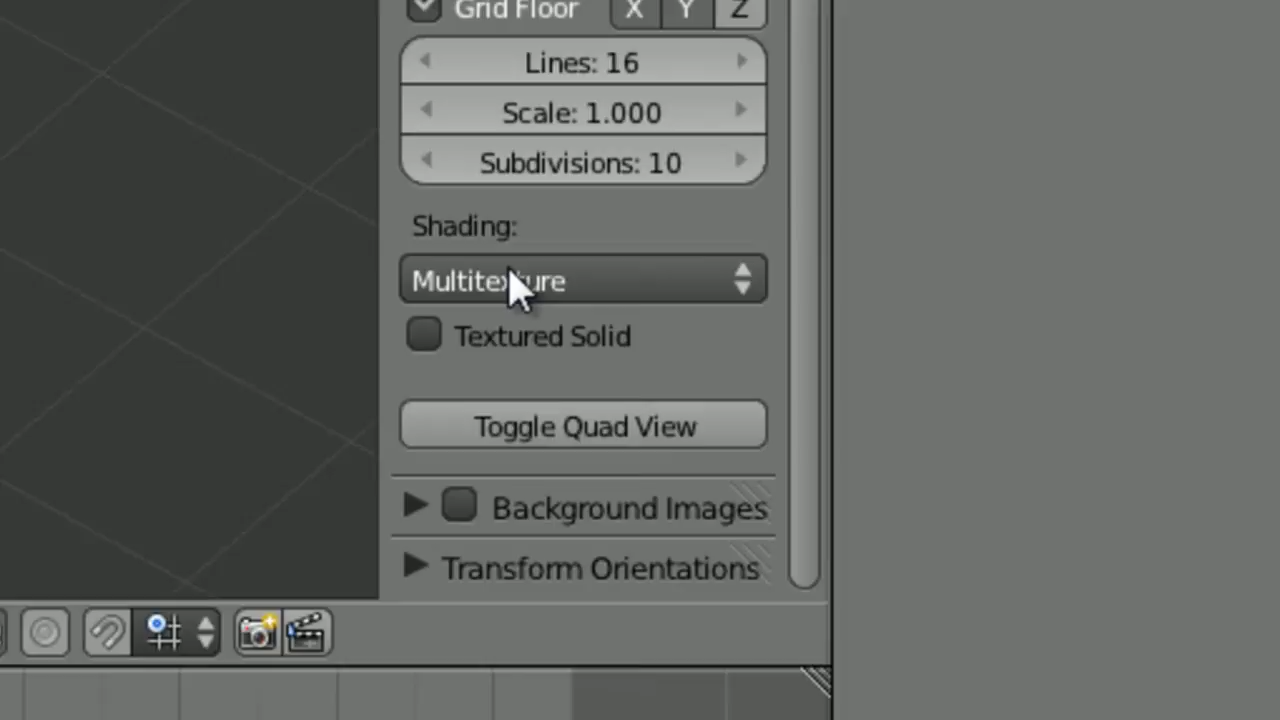 Grid Floor X Y Z
Lines: 16
Scale: 1.000
Subdivisions: 10
Shading:
Multitexture
Textured Solid
Toggle Quad View
Background Images
Transform Orientations